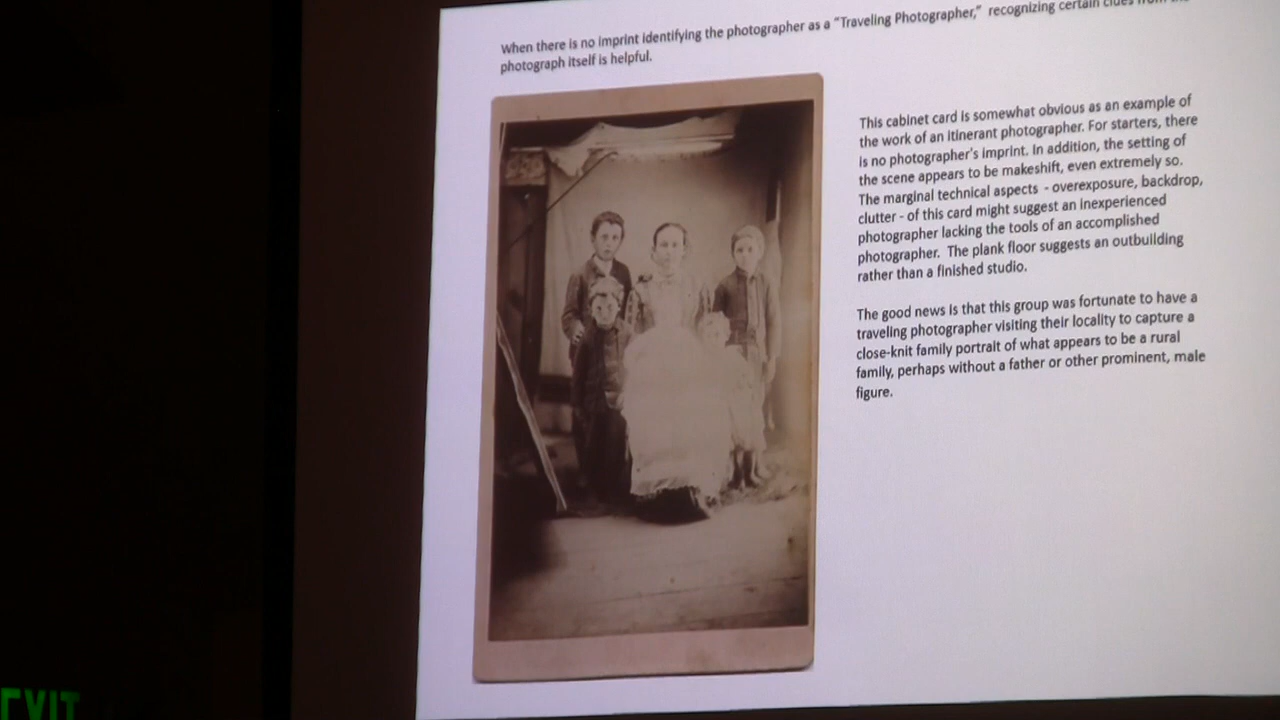 When there is no imprint identifying the photographer as a “Traveling Photographer,” recognizing certain clues from the
photograph itself is helpful.
This cabinet card is somewhat obvious as an example of
the work of an itinerant photographer. For starters, there
is no photographer's imprint. In addition, the setting of
the scene appears to be makeshift, even extremely so.
The marginal technical aspects - overexposure, backdrop,
clutter - of this card might suggest an inexperienced
photographer lacking the tools of an accomplished
photographer. The plank floor suggests an outbuilding
rather than a finished studio.
The good news is that this group was fortunate to have a
traveling photographer visiting their locality to capture a
close-knit family portrait of what appears to be a rural
family, perhaps without a father or other prominent, male
figure.
EXIT